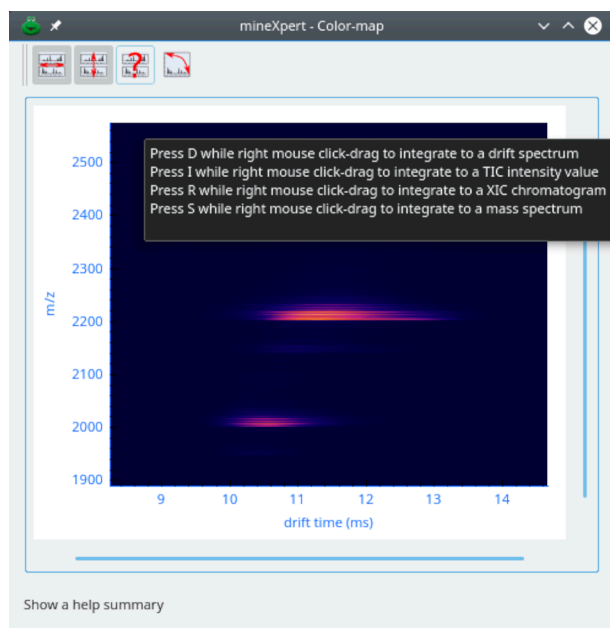 mineXpert - Color-map
Press D while right mouse click-drag to integrate to a drift spectrum
Press I while right mouse click-drag to integrate to a TIC intensity value
Press R while right mouse click-drag to integrate to a XIC chromatogram
Press S while right mouse click-drag to integrate to a mass spectrum
2500
2400
2300
m/z
2200
2100
2000
1900
9 10 11 12 13 14
drift time (ms)
Show a help summary